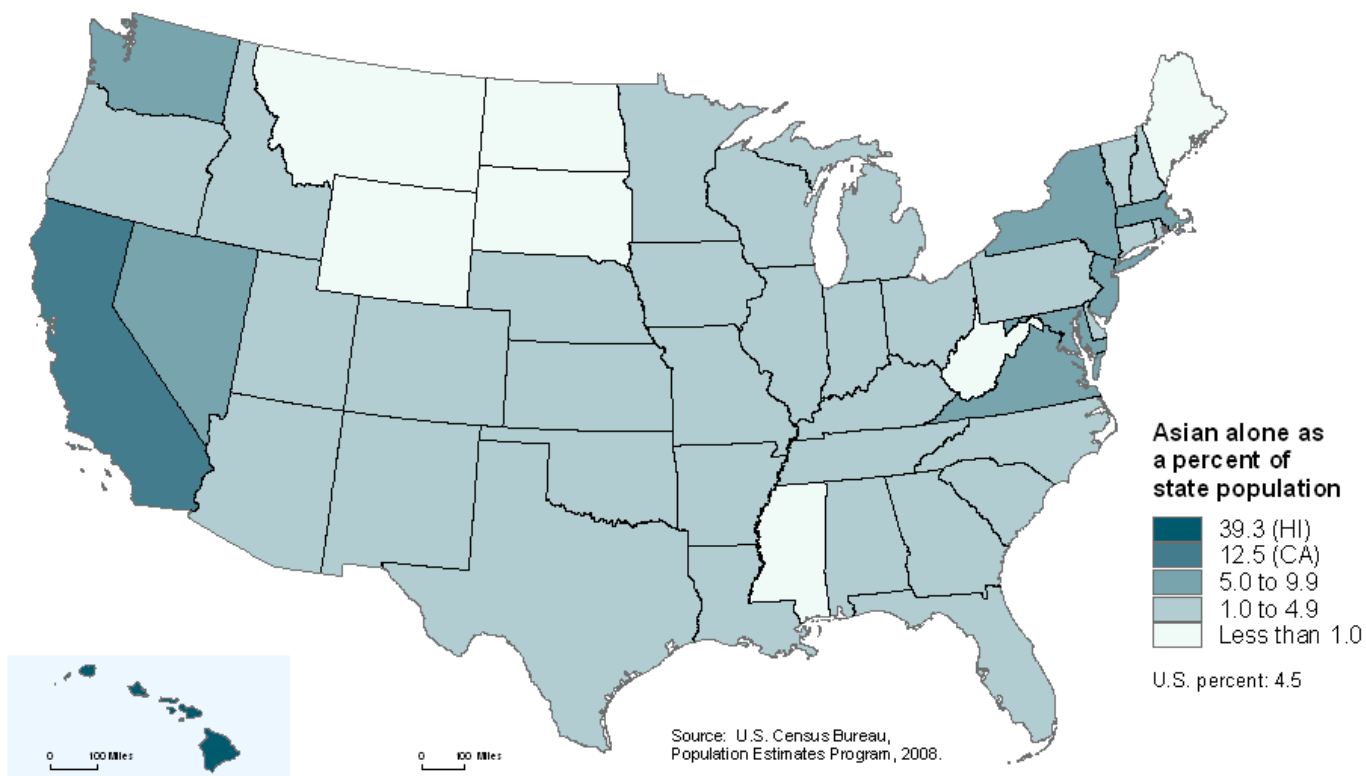 Asian alone as
a percent of
state population
39.3 (HI)
12.5 (CA)
5.0 to 9.9
1.0 to 4.9
Less than 1.0
U.S. percent: 4.5
0 100 Miles
0 100 Miles
Source: U.S. Census Bureau,
Population Estimates Program, 2008.